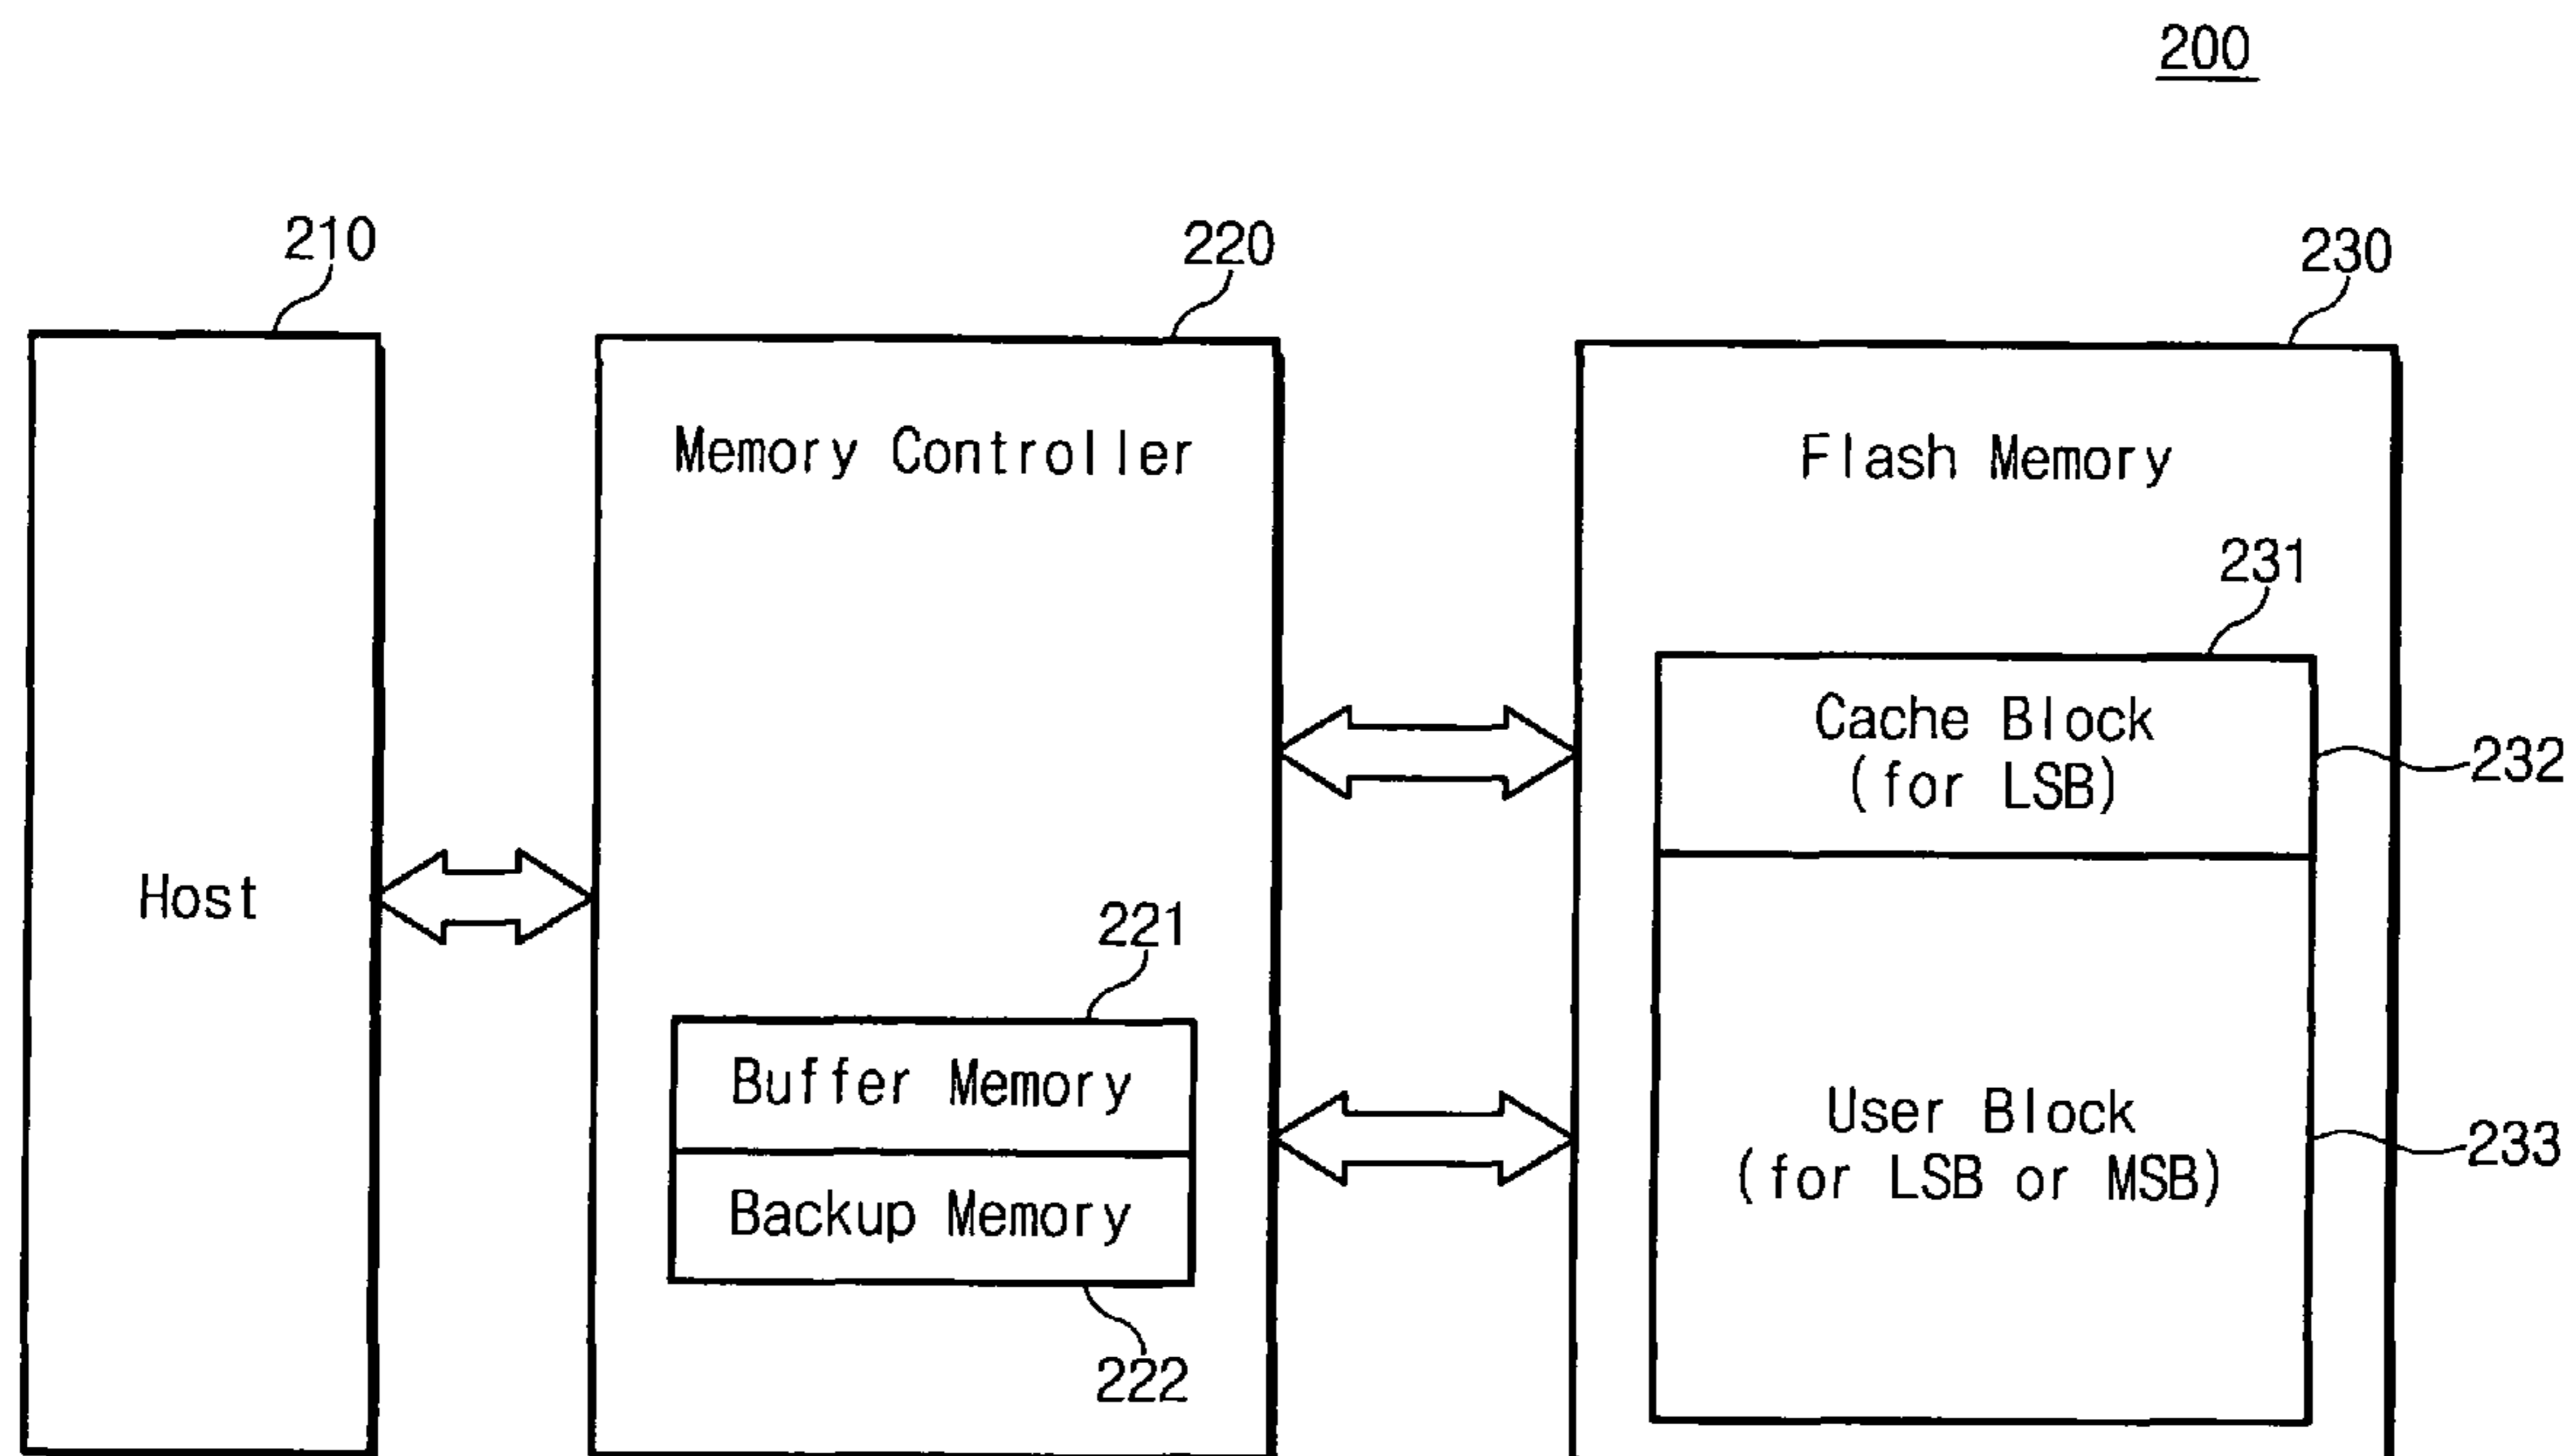 200
210
220
230
Memory Controller
Flash Memory
231
Cache Block
(for LSB)
232
Host
221
Buffer Memory
Backup Memory
222
User Block
(for LSB or MSB)
233